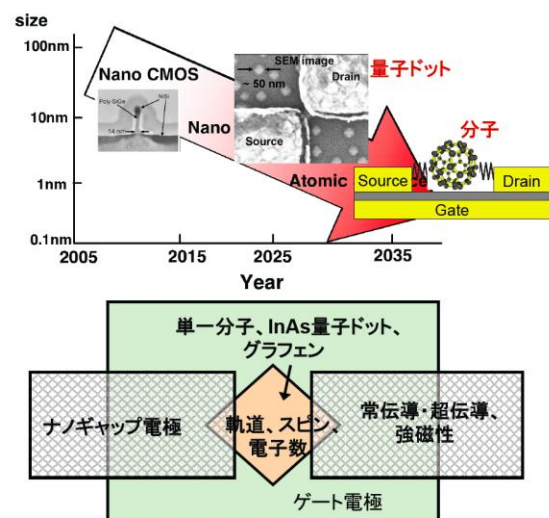 size
100nm
10nm
1nm
0.1nm
Nano CMOS
Poly-SiGe
NiSi
14 nm
Nano
SEM image
~ 50 nm
Drain
Source
量子ドット
分子
Atomic
Source
Drain
Gate
2005
2015
2025
2035
Year
単一分子、InAs量子ドット、
グラフェン
ナノギャップ電極
軌道、スピン、
電子数
常伝導・超伝導、
強磁性
ゲート電極